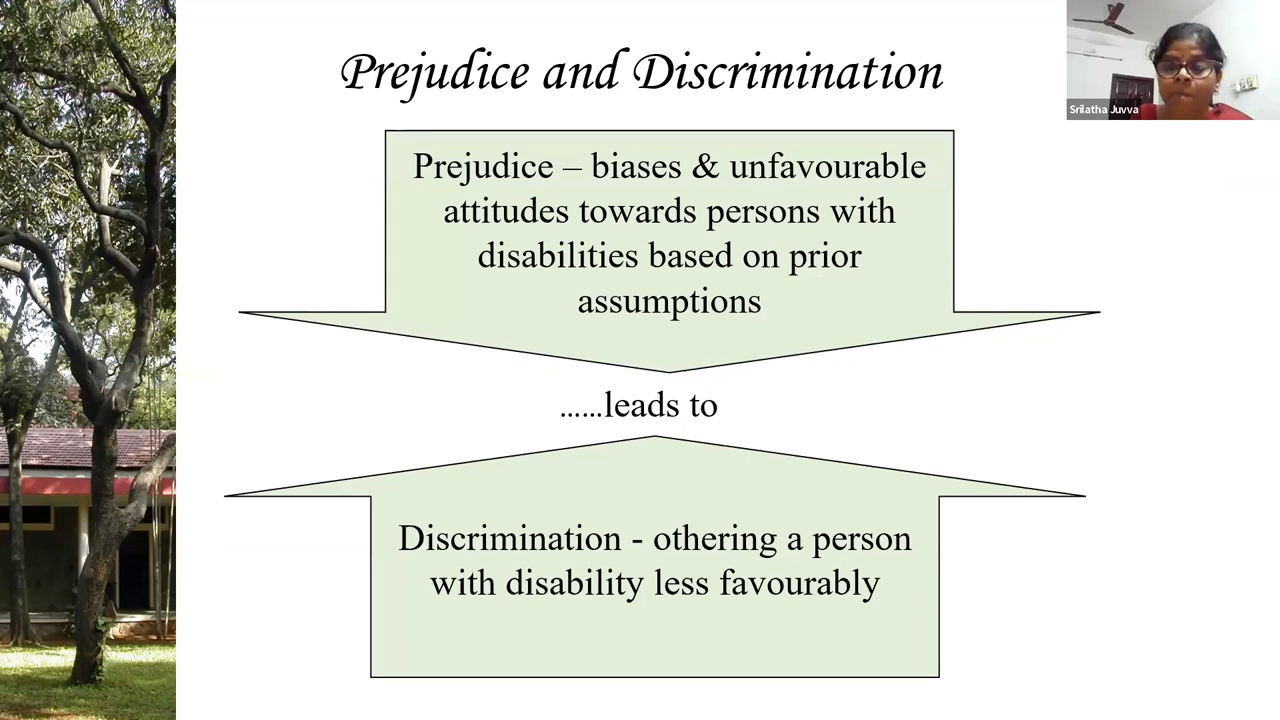 Prejudice and Discrimination
Srilatha Juvva
Prejudice – biases & unfavourable
attitudes towards persons with
disabilities based on prior
assumptions
......leads to
Discrimination - othering a person
with disability less favourably